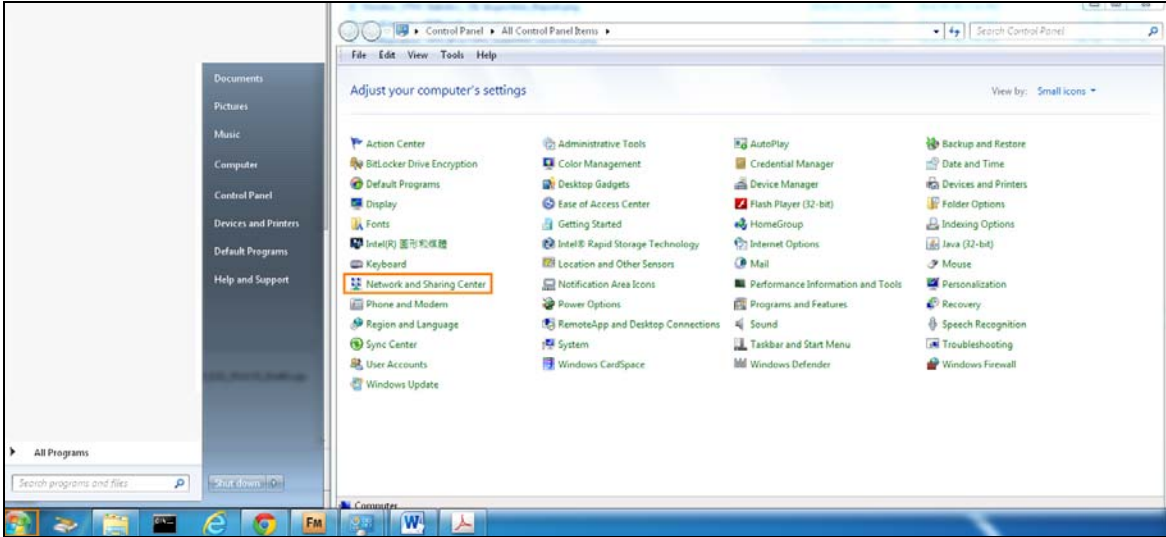 Control Panel ▸ All Control Panel Items ▸
Search Control Panel
File Edit View Tools Help
Adjust your computer's settings
View by: Small icons
Action Center
Administrative Tools
AutoPlay
Backup and Restore
BitLocker Drive Encryption
Color Management
Credential Manager
Date and Time
Default Programs
Desktop Gadgets
Device Manager
Devices and Printers
Display
Ease of Access Center
Flash Player (32-bit)
Folder Options
Fonts
Getting Started
HomeGroup
Indexing Options
Intel(R) 圖形和媒體
Intel® Rapid Storage Technology
Internet Options
Java (32-bit)
Keyboard
Location and Other Sensors
Mail
Mouse
Network and Sharing Center
Notification Area Icons
Performance Information and Tools
Personalization
Phone and Modem
Power Options
Programs and Features
Recovery
Region and Language
RemoteApp and Desktop Connections
Sound
Speech Recognition
Sync Center
System
Taskbar and Start Menu
Troubleshooting
User Accounts
Windows CardSpace
Windows Defender
Windows Firewall
Windows Update
Documents
Pictures
Music
Computer
Control Panel
Devices and Printers
Default Programs
Help and Support
All Programs
Search programs and files
Shut down
Computer
FM
W